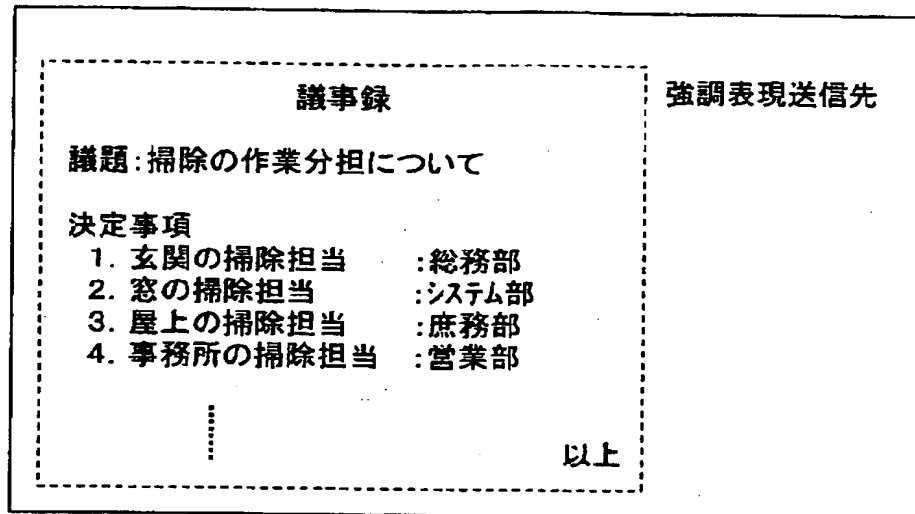 議事録
強調表現送信先
議題:掃除の作業分担について
決定事項
1. 玄関の掃除担当 :総務部
2. 窓の掃除担当 :システム部
3. 屋上の掃除担当 :庶務部
4. 事務所の掃除担当 :営業部
以上